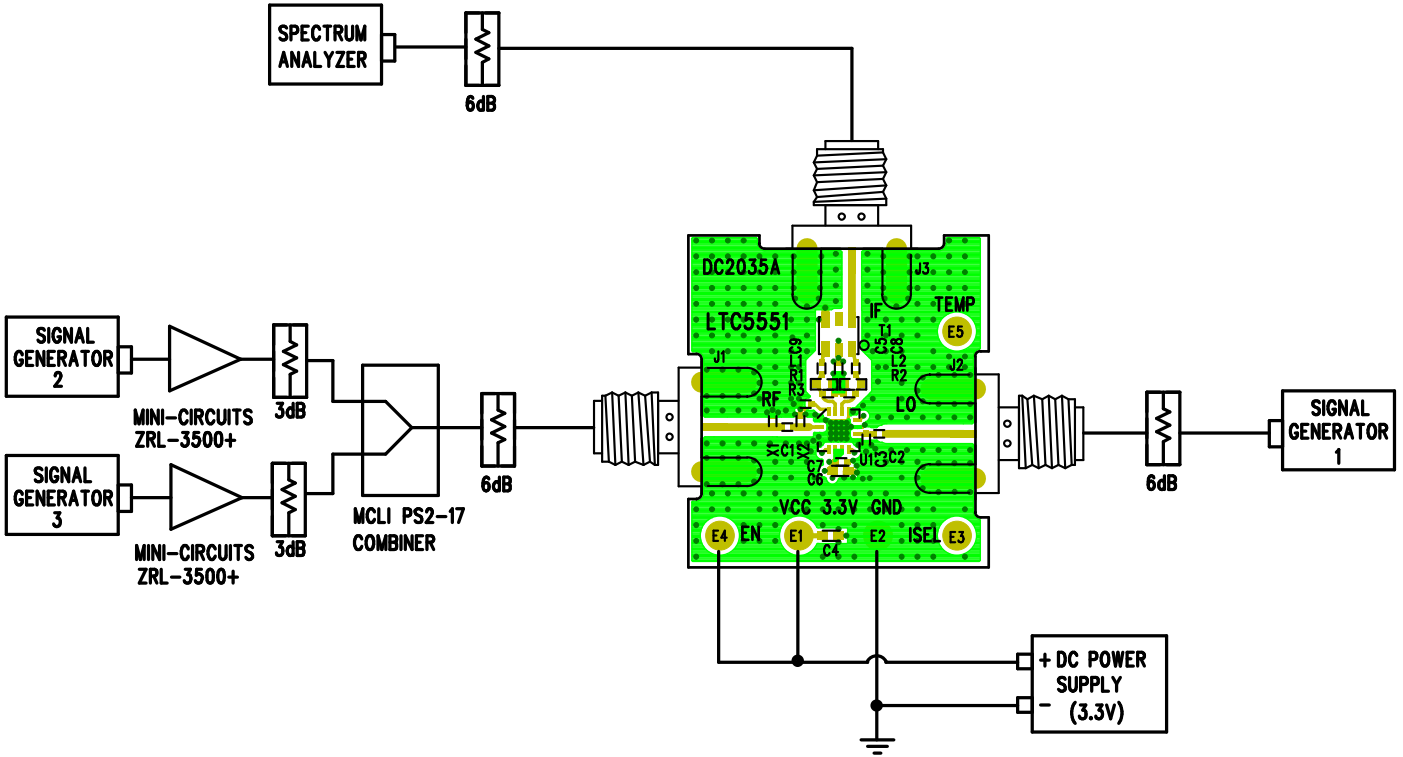 SPECTRUM
ANALYZER
6dB
DC2035A
J3
IF
TEMP
E5
LTC5551
T1
C9
C5
C8
L1
L2
J1
J2
R1
R2
R3
RF
LO
X1
C1
X2
U1
C3
C2
C7
C6
VCC 3.3V GND
E4
EN
E1
C4
E2
ISEL
E3
SIGNAL
GENERATOR
2
MINI-CIRCUITS
ZRL-3500+
3dB
SIGNAL
GENERATOR
3
MINI-CIRCUITS
ZRL-3500+
3dB
MCLI PS2-17
COMBINER
6dB
6dB
SIGNAL
GENERATOR
1
+ DC POWER
SUPPLY
- (3.3V)